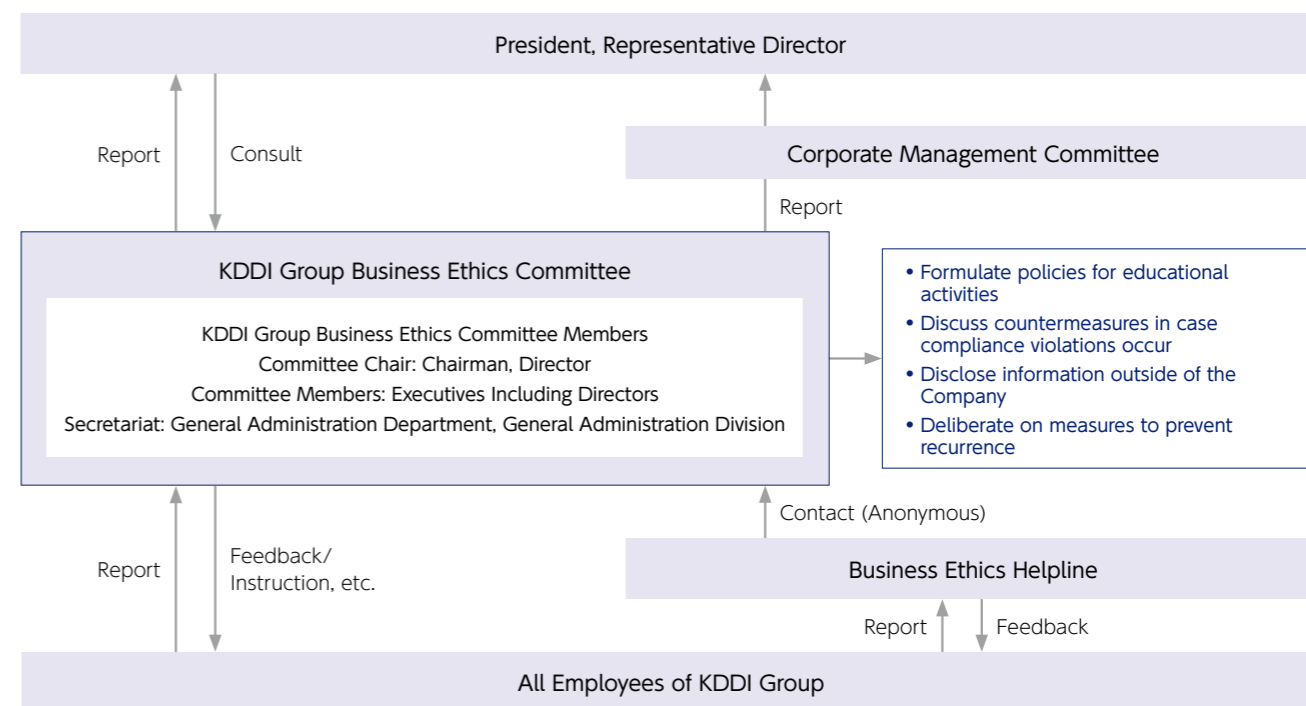 President, Representative Director
Report
Consult
Corporate Management Committee
Report
KDDI Group Business Ethics Committee
KDDI Group Business Ethics Committee Members
Committee Chair: Chairman, Director
Committee Members: Executives Including Directors
Secretariat: General Administration Department, General Administration Division
• Formulate policies for educational
activities
• Discuss countermeasures in case
compliance violations occur
• Disclose information outside of the
Company
• Deliberate on measures to prevent
recurrence
Report
Feedback/
Instruction, etc.
Contact (Anonymous)
Business Ethics Helpline
Report
Feedback
All Employees of KDDI Group